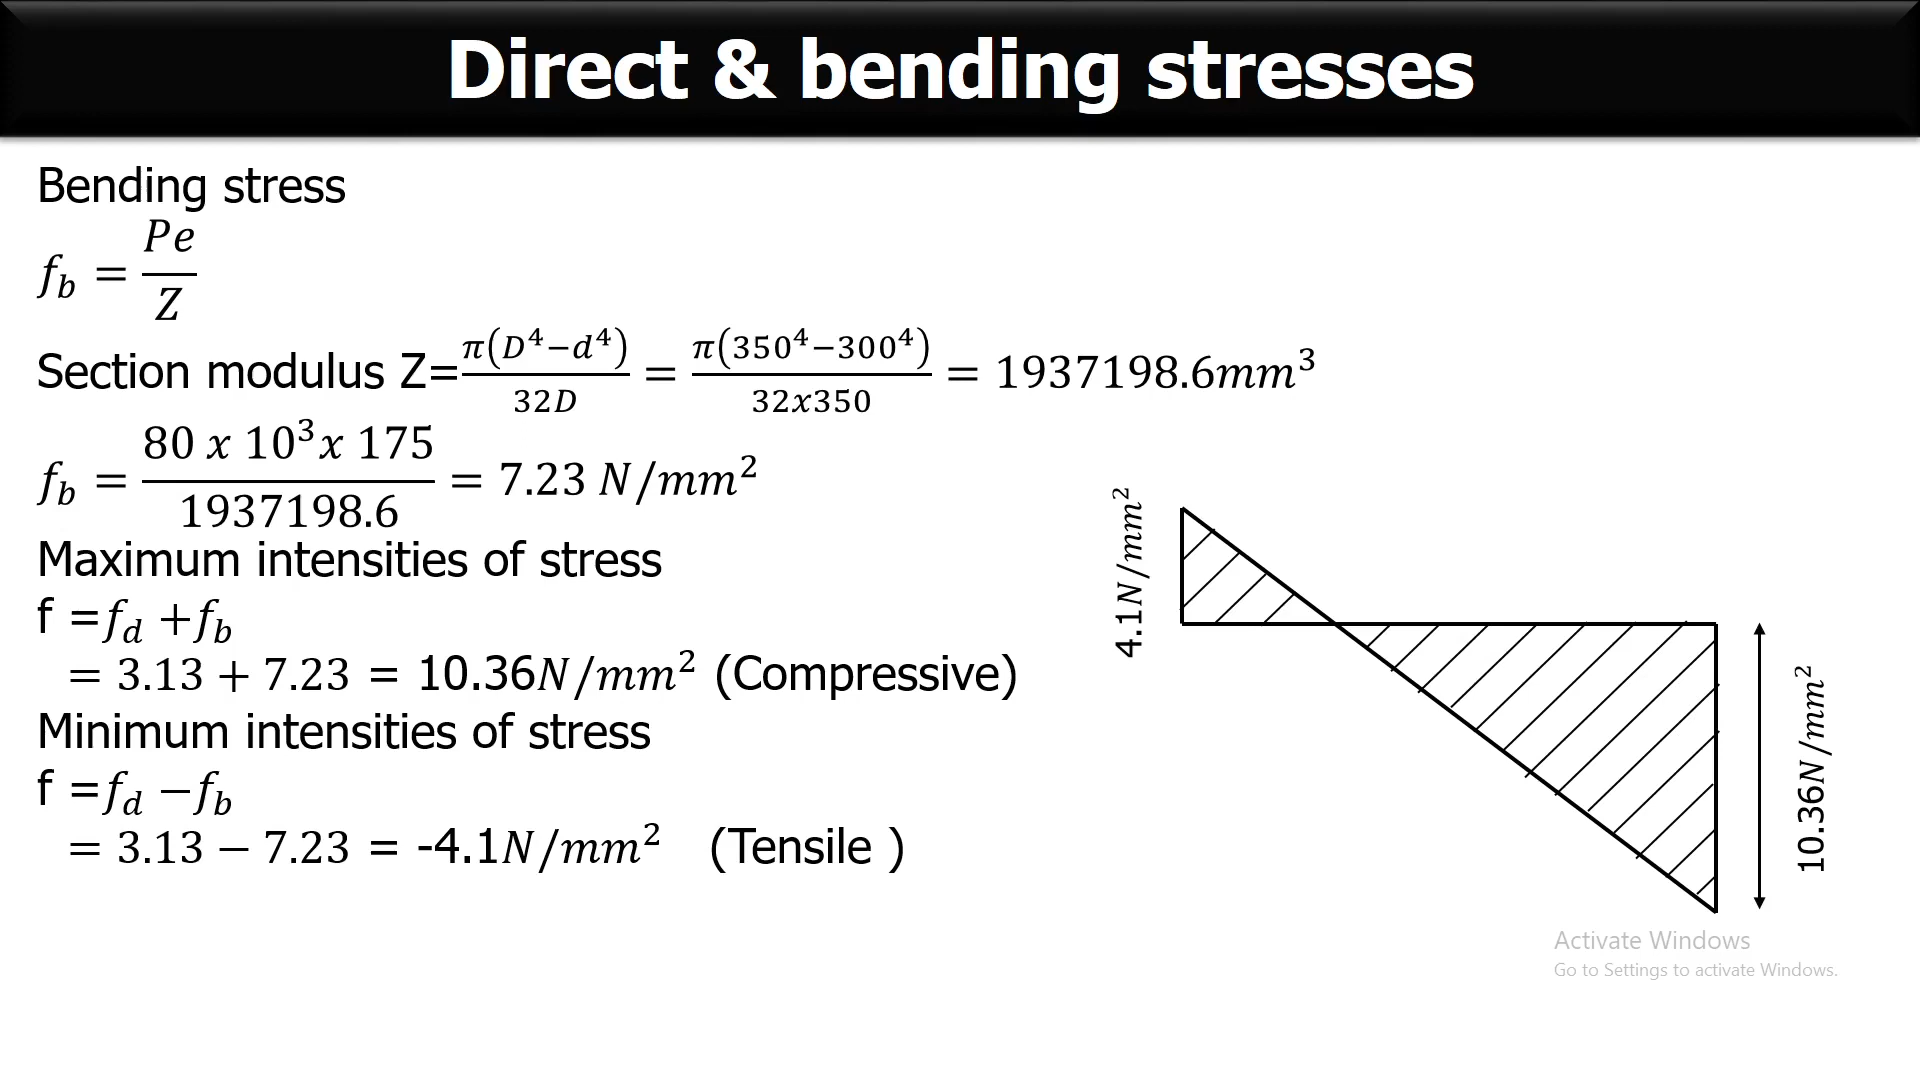 Direct & bending stresses
Bending stress
f_b = Pe/Z
Section modulus Z= π(D⁴−d⁴)/32D = π(350⁴−300⁴)/32x350 = 1937198.6mm³
f_b = 80 x 10³x 175/1937198.6 = 7.23 N/mm²
Maximum intensities of stress
f =f_d +f_b
= 3.13 + 7.23 = 10.36N/mm² (Compressive)
Minimum intensities of stress
f =f_d −f_b
= 3.13 − 7.23 = -4.1N/mm² (Tensile )
4.1N/mm²
10.36N/mm²
Activate Windows
Go to Settings to activate Windows.